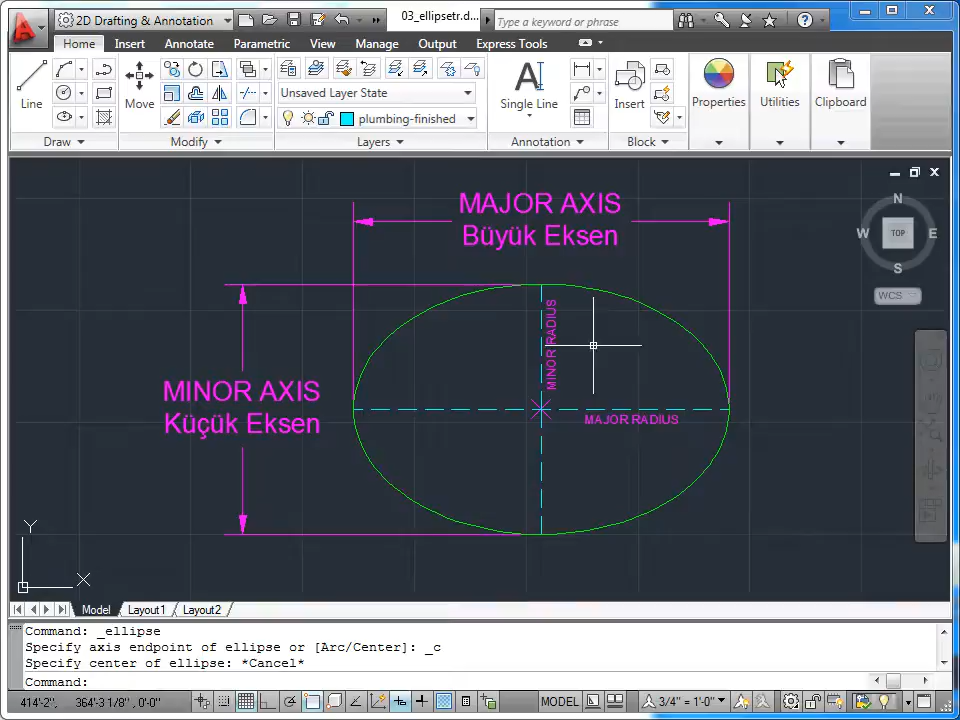 2D Drafting & Annotation
03_ellipsetr.d...
Type a keyword or phrase
Home Insert Annotate Parametric View Manage Output Express Tools
Line
Move
Unsaved Layer State
plumbing-finished
A
Single Line
Insert
Properties
Utilities
Clipboard
Draw Modify Layers Annotation Block
MAJOR AXIS
Büyük Eksen
MINOR AXIS
Küçük Eksen
MINOR RADIUS
MAJOR RADIUS
N
W TOP E
S
WCS
Y
X
Model Layout1 Layout2
Command: _ellipse
Specify axis endpoint of ellipse or [Arc/Center]: _c
Specify center of ellipse: *Cancel*
Command:
414'-2", 364'-3 1/8", 0'-0" MODEL 3/4" = 1'-0"